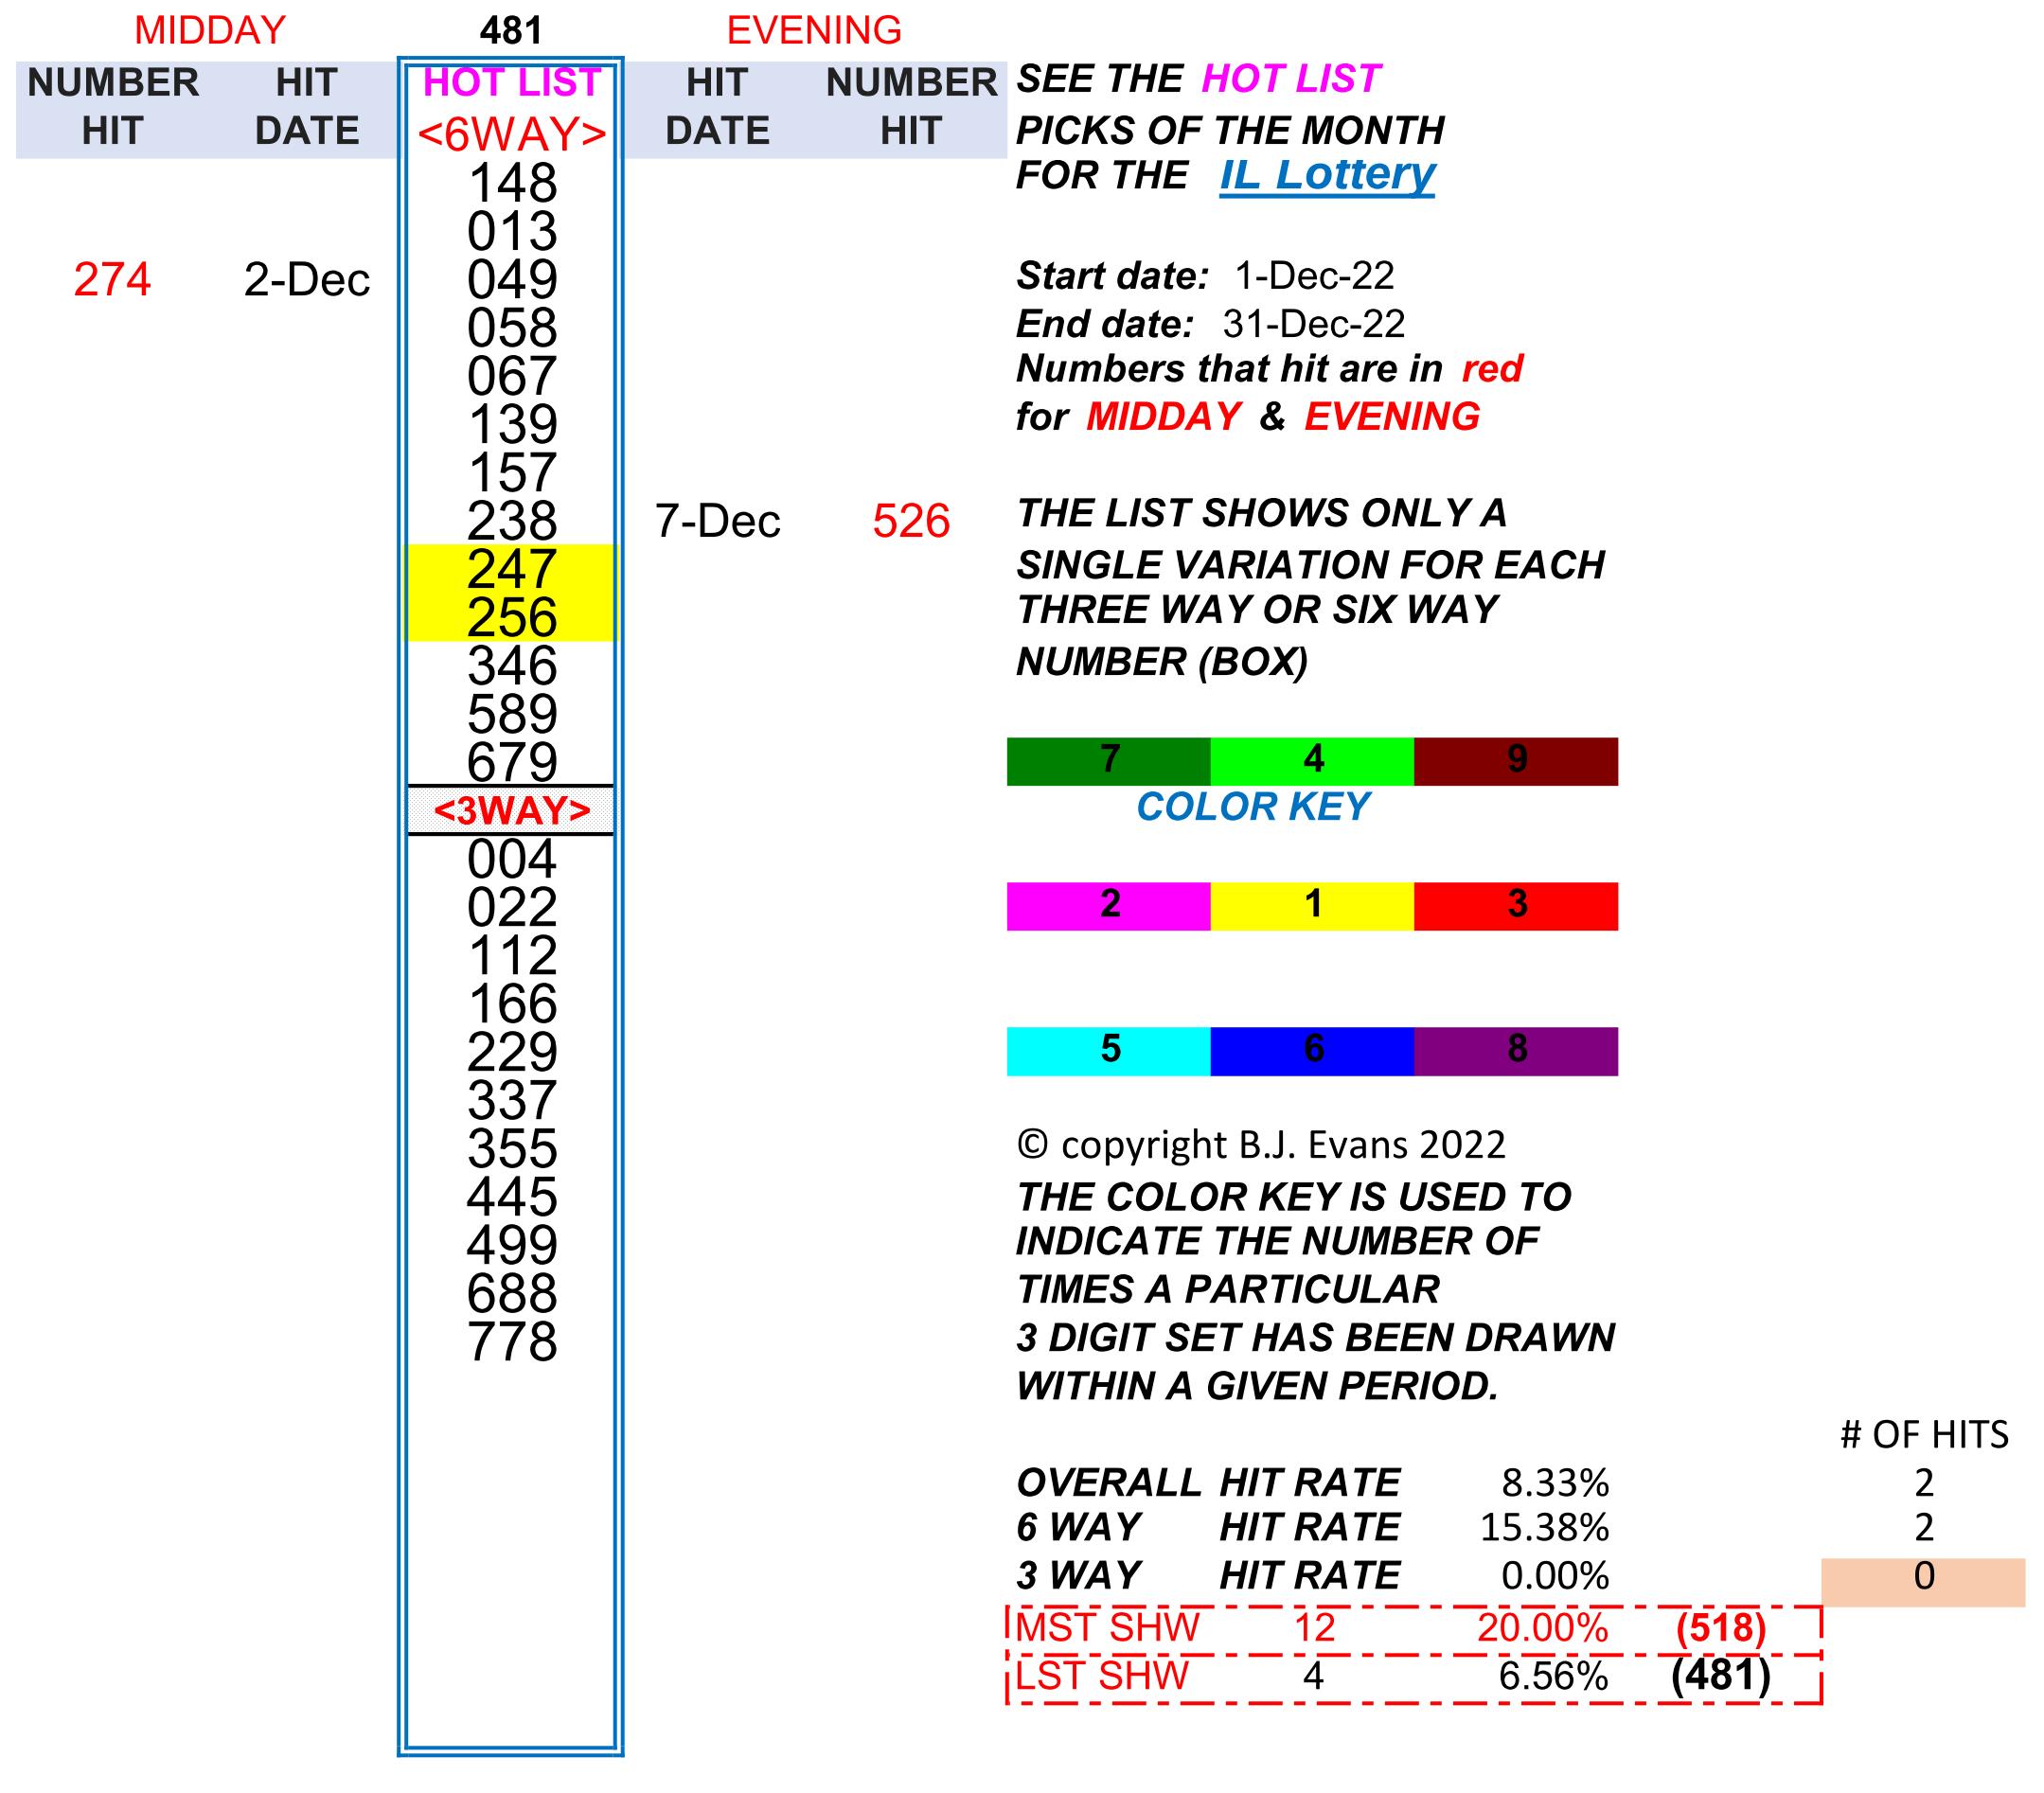 MIDDAY 481 EVENING
NUMBER HIT HOT LIST HIT NUMBER SEE THE HOT LIST
HIT DATE <6WAY> DATE HIT PICKS OF THE MONTH
148 FOR THE IL Lottery
013
274 2-Dec 049 Start date: 1-Dec-22
058 End date: 31-Dec-22
067 Numbers that hit are in red
139 for MIDDAY & EVENING
157
238 7-Dec 526 THE LIST SHOWS ONLY A
247 SINGLE VARIATION FOR EACH
256 THREE WAY OR SIX WAY
346 NUMBER (BOX)
589
679 7 4 9
<3WAY> COLOR KEY
004
022 2 1 3
112
166
229 5 6 8
337
355 © copyright B.J. Evans 2022
445 THE COLOR KEY IS USED TO
499 INDICATE THE NUMBER OF
688 TIMES A PARTICULAR
778 3 DIGIT SET HAS BEEN DRAWN
WITHIN A GIVEN PERIOD.
# OF HITS
OVERALL HIT RATE 8.33% 2
6 WAY HIT RATE 15.38% 2
3 WAY HIT RATE 0.00% 0
MST SHW 12 20.00% (518)
LST SHW 4 6.56% (481)